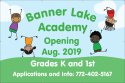 Banner Lake
Academy
Opening
Aug. 2019
Grades K and 1st
Applications and Info: 772-402-3167